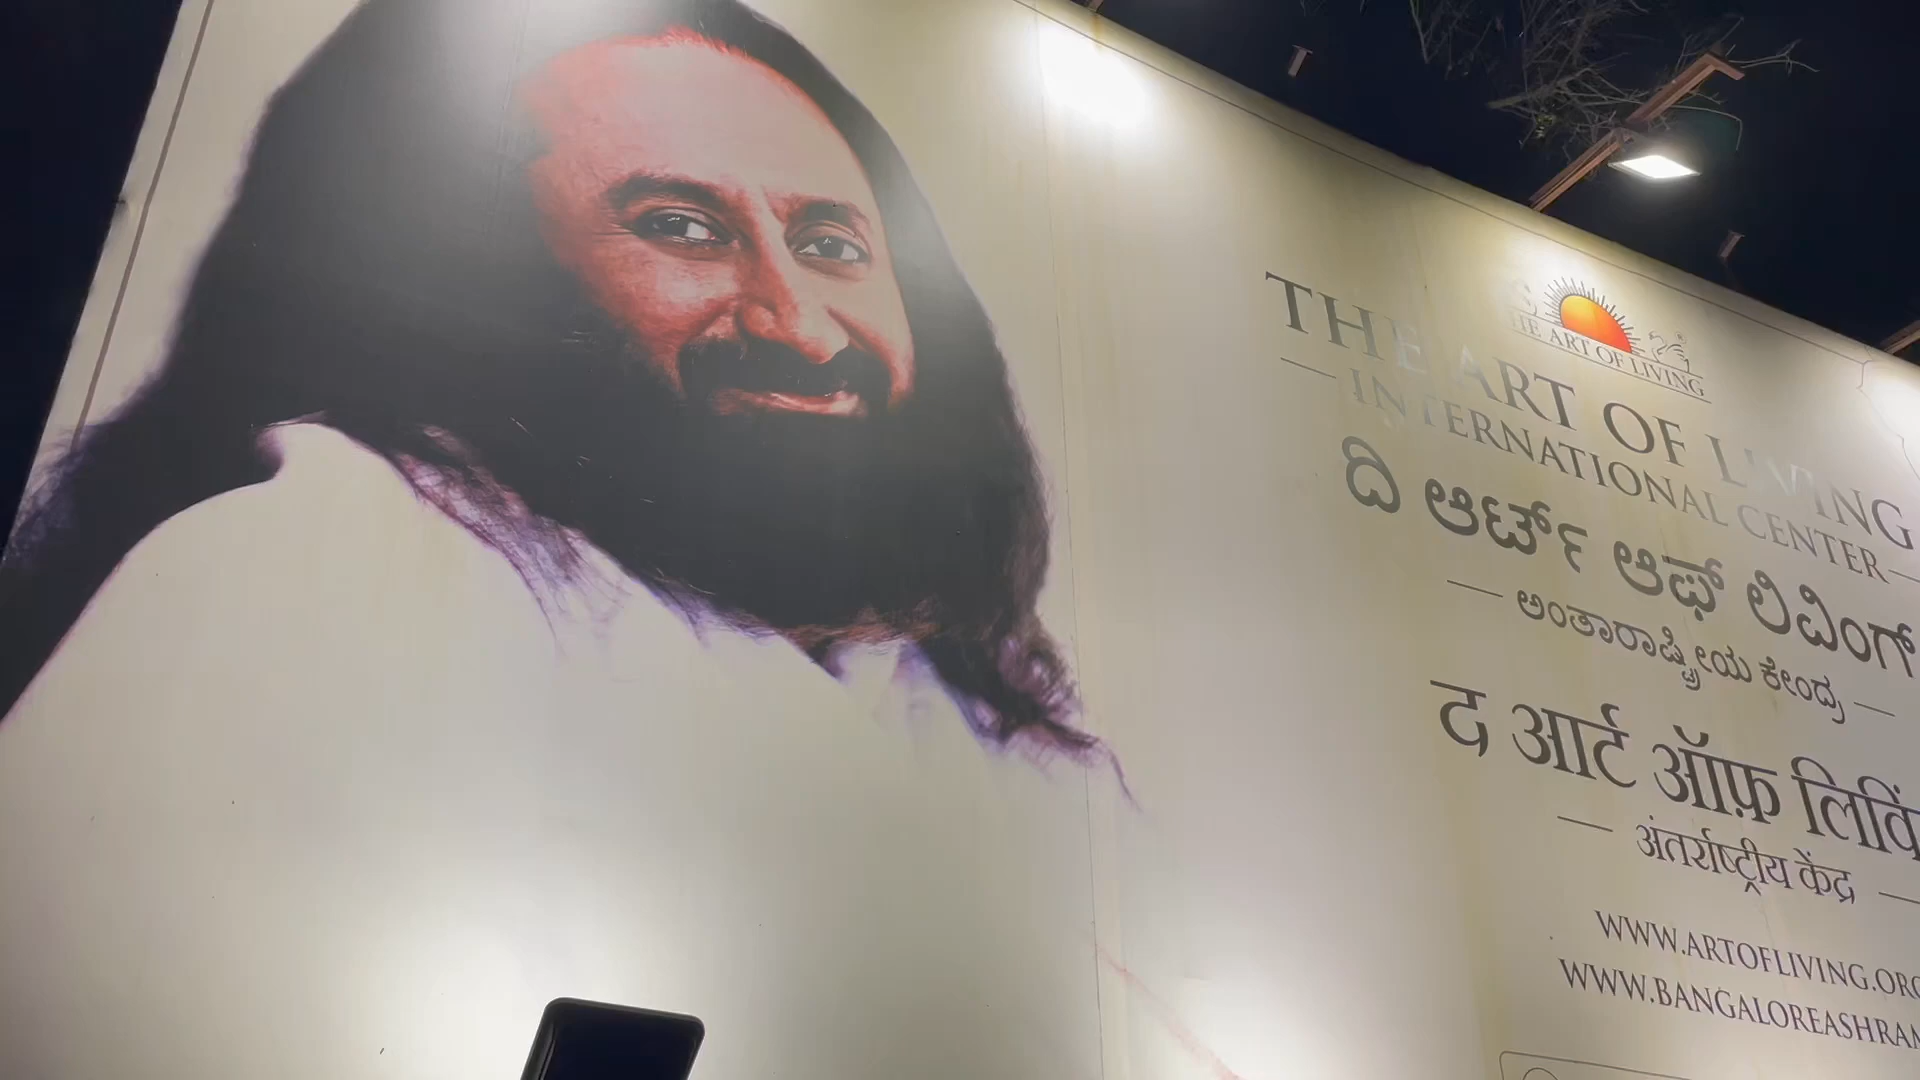 THE ART OF LIVING
THE ART OF LIVING
INTERNATIONAL CENTER
ದಿ ಆರ್ಟ್ ಆಫ್ ಲಿವಿಂಗ್
ಅಂತಾರಾಷ್ಟ್ರೀಯ ಕೇಂದ್ರ
द आर्ट ऑफ़ लिविं
अंतर्राष्ट्रीय केंद्र
WWW.ARTOFLIVING.ORG
WWW.BANGALOREASHRAM